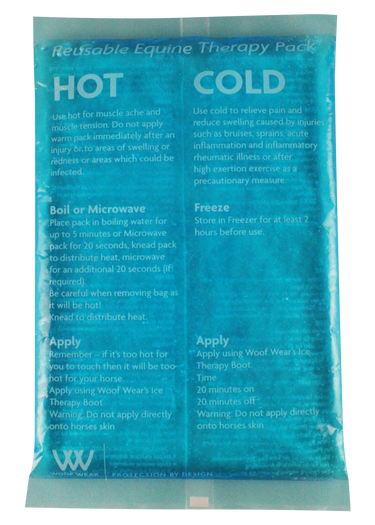 Reusable Equine Therapy Pack
HOT
Use hot for muscle ache and
muscle tension. Do not apply
warm pack immediately after an
injury or to areas of swelling or
redness or areas which could be
infected.
Boil or Microwave
Place pack in boiling water for
up to 5 minutes or Microwave
pack for 20 seconds, knead pack
to distribute heat, microwave
for an additional 20 seconds (if
required)
Be careful when removing bag as
it will be hot!
Knead to distribute heat.
Apply
Remember - if it's too hot for
you to touch then it will be too
hot for your horse
Apply using Woof Wear's Ice
Therapy Boot
Warning: Do not apply directly
onto horses skin
COLD
Use cold to relieve pain and
reduce swelling caused by injuries
such as bruises, sprains, acute
inflammation and inflammatory
rheumatic illness or after
high exertion exercise as a
precautionary measure.
Freeze
Store in Freezer for at least 2
hours before use.
Apply
Apply using Woof Wear's Ice
Therapy Boot
Time
20 minutes on
20 minutes off
Warning: Do not apply directly
onto horses skin
WOOF WEAR | PROTECTION BY DESIGN